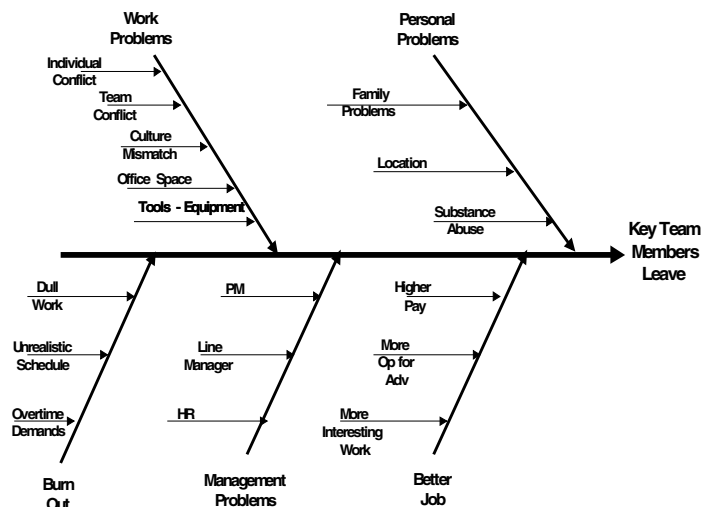 Work
Problems
Individual
Conflict
Team
Conflict
Culture
Mismatch
Office Space
Tools - Equipment
Personal
Problems
Family
Problems
Location
Substance
Abuse
Key Team
Members
Leave
Dull
Work
Unrealistic
Schedule
Overtime
Demands
Burn
Out
PM
Line
Manager
HR
Management
Problems
Higher
Pay
More
Op for
Adv
More
Interesting
Work
Better
Job